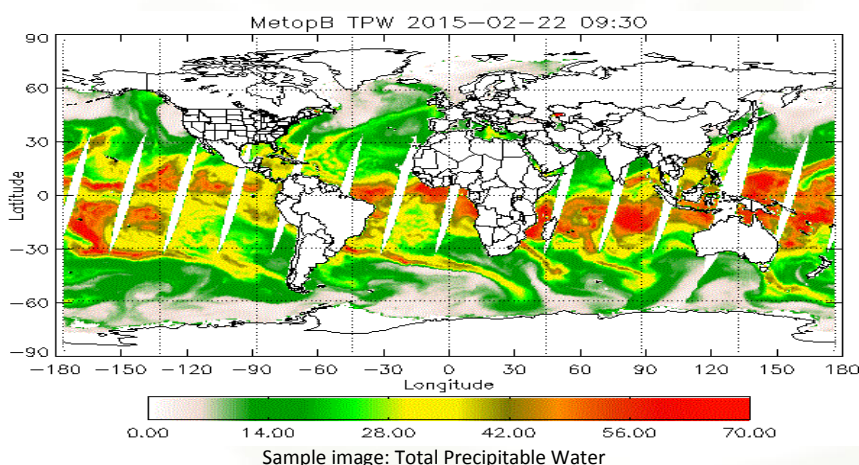 MetopB TPW 2015-02-22 09:30
90
60
30
0
-30
-60
-90
Latitude
-180 -150 -120 -90 -60 -30 0 30 60 90 120 150 180
Longitude
0.00 14.00 28.00 42.00 56.00 70.00
Sample image: Total Precipitable Water